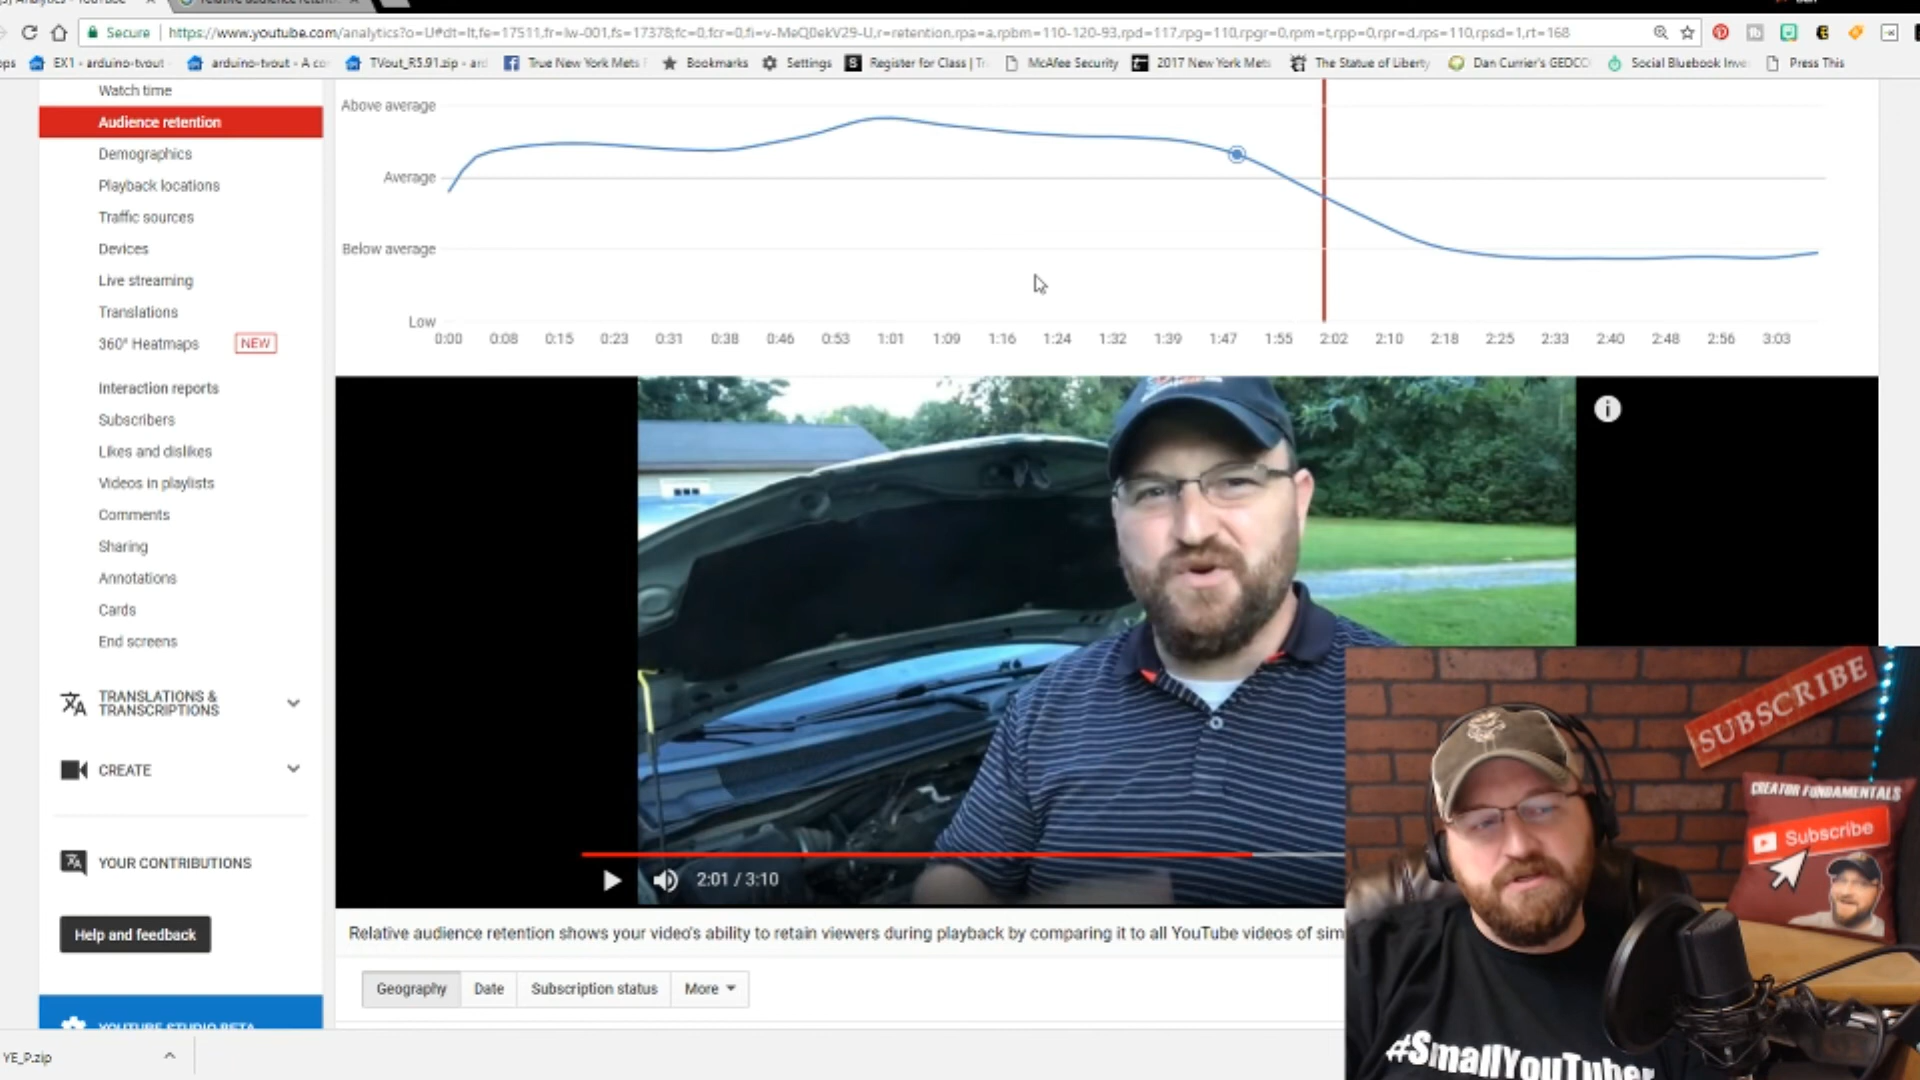 Secure
https://www.youtube.com/analytics?o=U#dt=lt,fe=17511,fr=lw-001,fs=17378;fc=0,fcr=0,fi=v-MeQ0ekV29-U,r=retention,rpa=a,rpbm=110-120-93,rpd=117,rpg=110,rpgr=0,rpm=t,rpp=0,rpr=d,rps=110,rpsd=1,rt=168
EX1 - arduino-tvout
arduino-tvout - A co
TVout_R5.91.zip - ard
True New York Mets
Bookmarks
Settings
Register for Class | Tr
McAfee Security
2017 New York Mets
The Statue of Liberty
Dan Currier's GEDCO
Social Bluebook Inve
Press This
Watch time
Audience retention
Demographics
Playback locations
Traffic sources
Devices
Live streaming
Translations
360° Heatmaps
NEW
Interaction reports
Subscribers
Likes and dislikes
Videos in playlists
Comments
Sharing
Annotations
Cards
End screens
TRANSLATIONS &
TRANSCRIPTIONS
CREATE
YOUR CONTRIBUTIONS
Help and feedback
YOUTUBE STUDIO BETA
Above average
Average
Below average
Low
0:00 0:08 0:15 0:23 0:31 0:38 0:46 0:53 1:01 1:09 1:16 1:24 1:32 1:39 1:47 1:55 2:02 2:10 2:18 2:25 2:33 2:40 2:48 2:56 3:03
2:01 / 3:10
Relative audience retention shows your video's ability to retain viewers during playback by comparing it to all YouTube videos of sim
Geography
Date
Subscription status
More
SUBSCRIBE
CREATOR FUNDAMENTALS
Subscribe
#SmallYouTuber
YE_P.zip